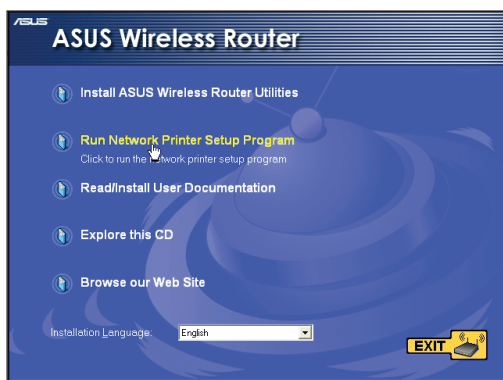 ASUS
ASUS Wireless Router
Install ASUS Wireless Router Utilities
Run Network Printer Setup Program
Click to run the network printer setup program
Read/Install User Documentation
Explore this CD
Browse our Web Site
Installation Language: English
EXIT